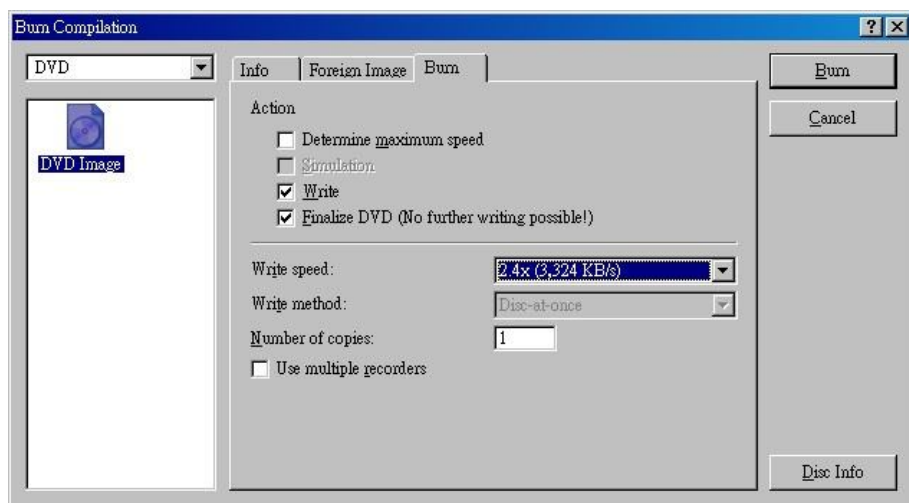 Burn Compilation
DVD
Info Foreign Image Burn
Burn
Action
Cancel
Determine maximum speed
DVD Image
Simulation
Write
Finalize DVD (No further writing possible!)
Write speed: 2.4x (3,324 KB/s)
Write method: Disc-at-once
Number of copies: 1
Use multiple recorders
Disc Info